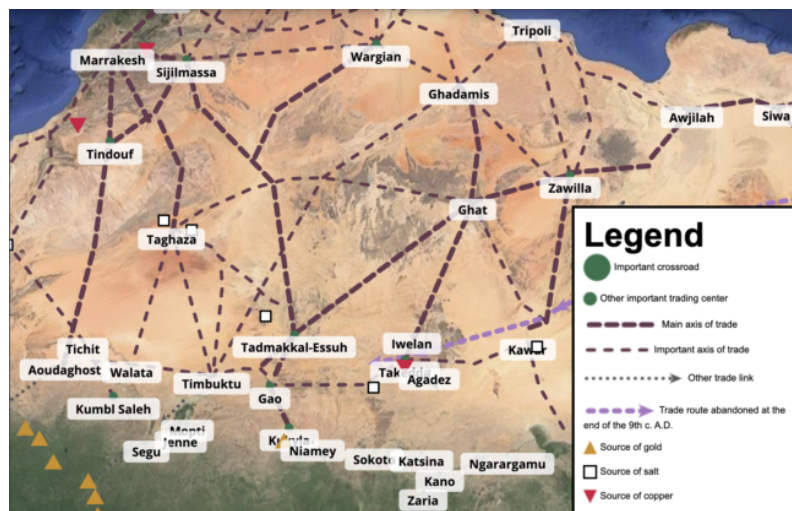 Tripoli
Marrakesh
Wargian
Sijilmassa
Ghadamis
Awjilah
Siwa
Tindouf
Zawilla
Ghat
Taghaza
Legend
Important crossroad
Other important trading center
Main axis of trade
Important axis of trade
Other trade link
Trade route abandoned at the
end of the 9th c. A.D.
Source of gold
Source of salt
Source of copper
Tichit
Tadmakkal-Essuh
Iwelan
Aoudaghost
Walata
Timbuktu
Agadez
Gao
Kumbl Saleh
Mopti
Jenne
Segu
Niamey
Sokoto
Katsina
Ngarargamu
Kano
Zaria